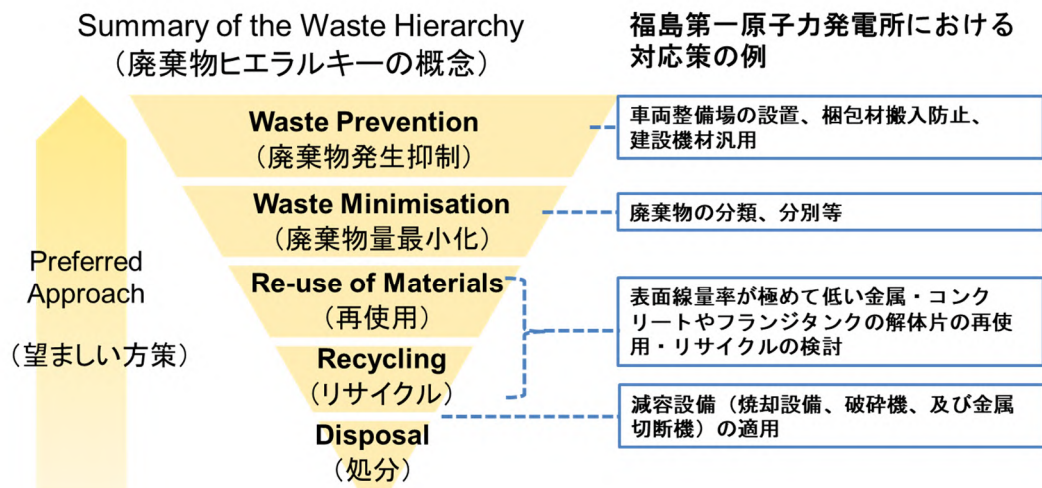 Summary of the Waste Hierarchy
（廃棄物ヒエラルキーの概念）
福島第一原子力発電所における
対応策の例
Waste Prevention
（廃棄物発生抑制）
車両整備場の設置、梱包材搬入防止、
建設機材汎用
Waste Minimisation
（廃棄物量最小化）
廃棄物の分類、分別等
Preferred
Approach
（望ましい方策）
Re-use of Materials
（再使用）
Recycling
（リサイクル）
表面線量率が極めて低い金属・コンク
リートやフランジタンクの解体片の再使
用・リサイクルの検討
Disposal
（処分）
減容設備（焼却設備、破砕機、及び金属
切断機）の適用